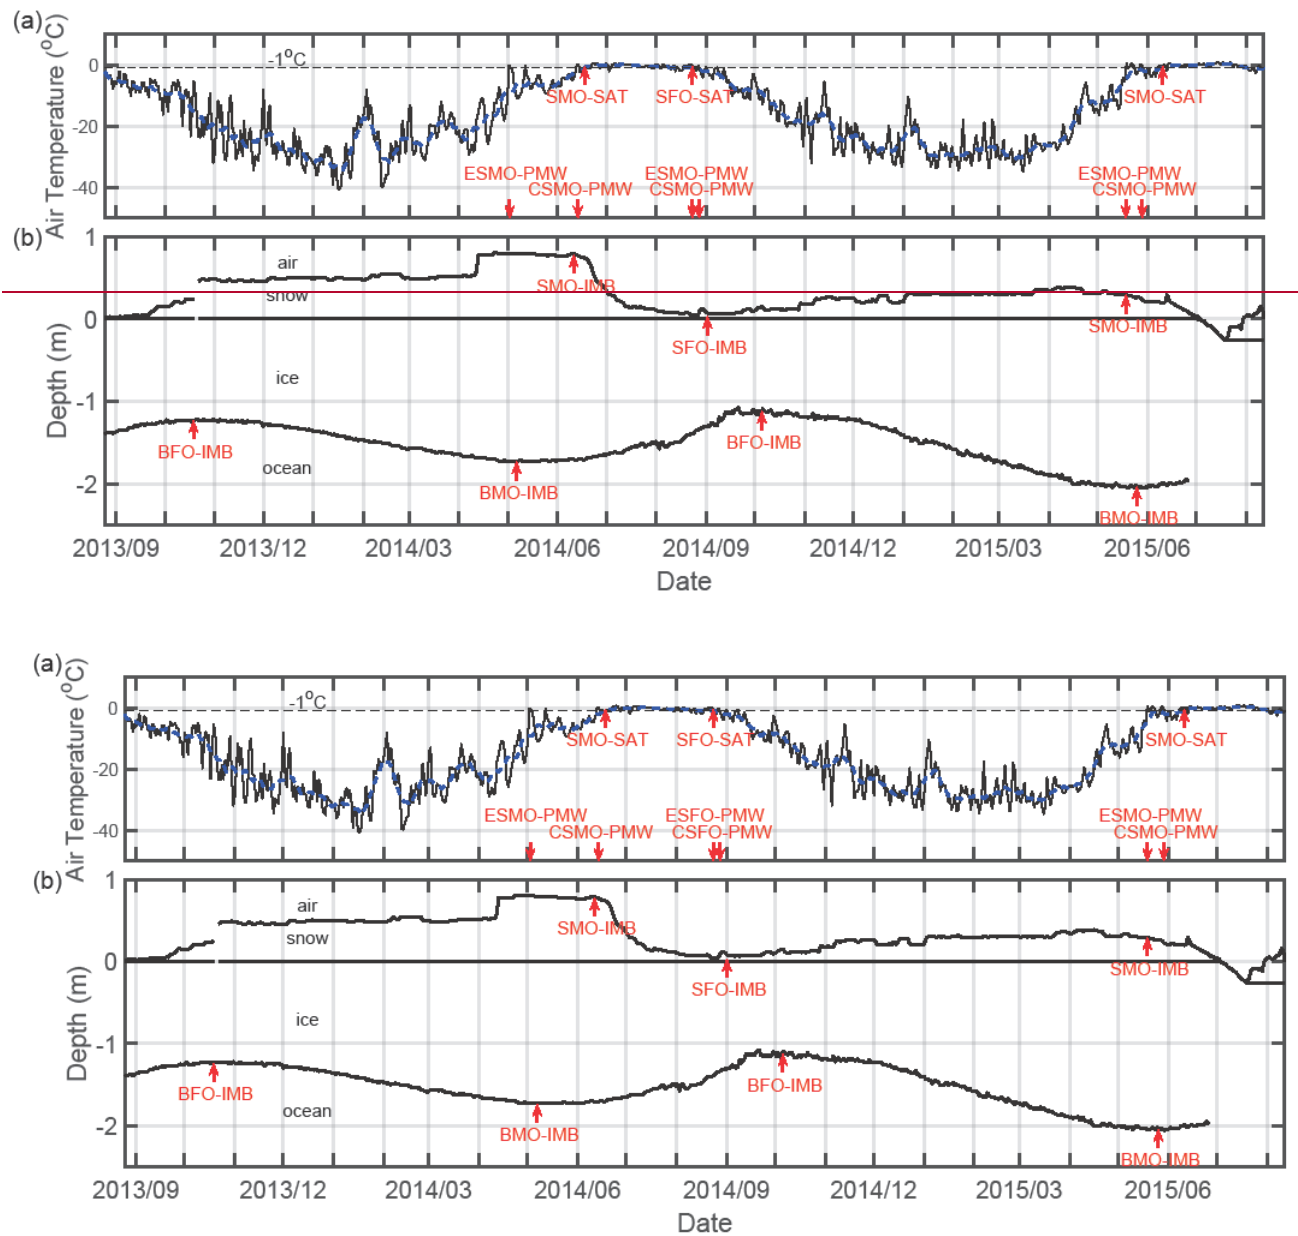 (a)
Air Temperature (°C)
0
-20
-40
-1°C
SMO-SAT
SFO-SAT
SMO-SAT
ESMO-PMW
ESMO-PMW
ESMO-PMW
CSMO-PMW
CSMO-PMW
CSMO-PMW
(b)
Depth (m)
1
0
-1
-2
air
snow
ice
ocean
SMO-IMB
SFO-IMB
SMO-IMB
BFO-IMB
BFO-IMB
BMO-IMB
BMO-IMB
2013/09 2013/12 2014/03 2014/06 2014/09 2014/12 2015/03 2015/06
Date
(a)
Air Temperature (°C)
0
-20
-40
-1°C
SMO-SAT
SFO-SAT
SMO-SAT
ESMO-PMW
ESFO-PMW
ESMO-PMW
CSMO-PMW
CSFO-PMW
CSMO-PMW
(b)
Depth (m)
1
0
-1
-2
air
snow
ice
ocean
SMO-IMB
SFO-IMB
SMO-IMB
BFO-IMB
BFO-IMB
BMO-IMB
BMO-IMB
2013/09 2013/12 2014/03 2014/06 2014/09 2014/12 2015/03 2015/06
Date